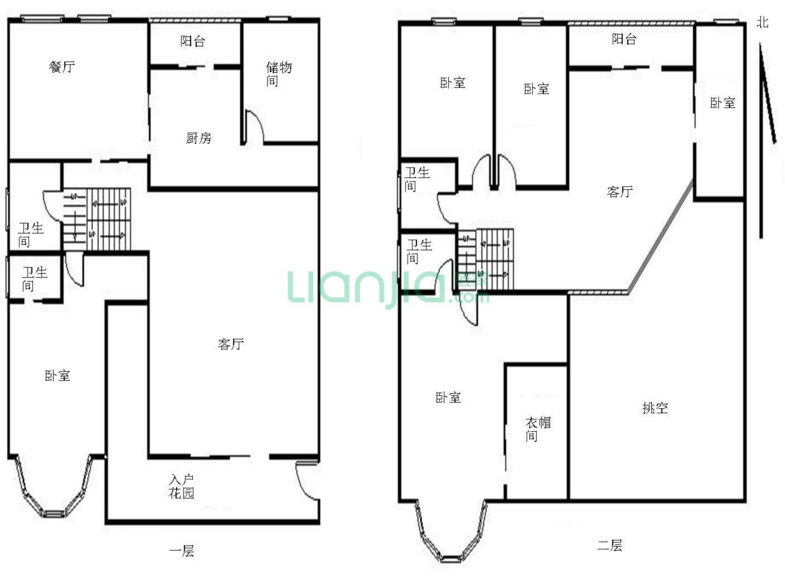 阳台
储物
间
餐厅
厨房
卫生
间
卫生
间
客厅
卧室
入户
花园
一层
北
阳台
卧室
卧室
卧室
卫生
间
客厅
卫生
间
卧室
衣帽
间
挑空
二层
Lianjia.com